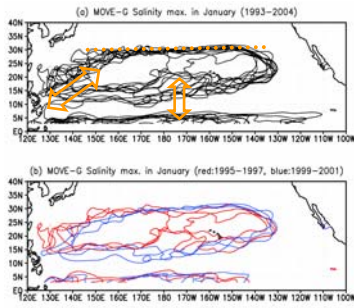 (a) MOVE-G Salinity max. in January (1993-2004)
40N
35N
30N
25N
20N
15N
10N
5N
EQ
120E 130E 140E 150E 160E 170E 180 170W 160W 150W 140W 130W 120W 110W 100W
(b) MOVE-G Salinity max. in January (red:1995-1997, blue:1999-2001)
40N
35N
30N
25N
20N
15N
10N
5N
EQ
120E 130E 140E 150E 160E 170E 180 170W 160W 150W 140W 130W 120W 110W 100W